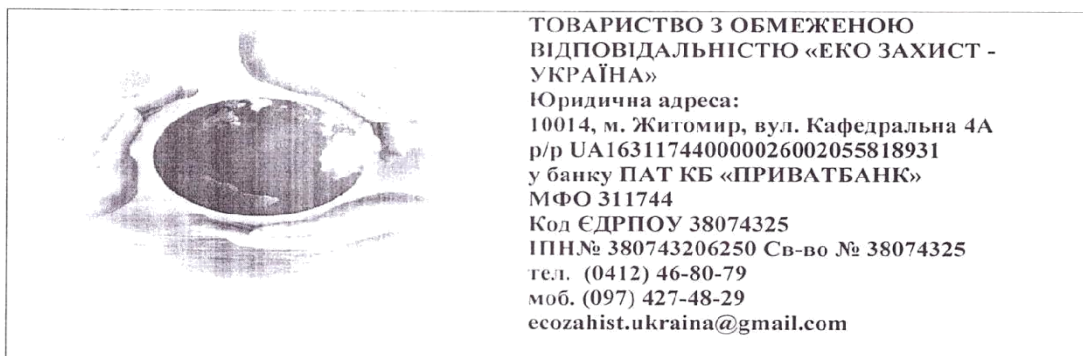 ТОВАРИСТВО З ОБМЕЖЕНОЮ
ВІДПОВІДАЛЬНІСТЮ «ЕКО ЗАХИСТ -
УКРАЇНА»
Юридична адреса:
10014, м. Житомир, вул. Кафедральна 4А
р/р UA163117440000026002055818931
у банку ПАТ КБ «ПРИВАТБАНК»
МФО 311744
Код ЄДРПОУ 38074325
ІПН№ 380743206250 Св-во № 38074325
тел. (0412) 46-80-79
моб. (097) 427-48-29
ecozahist.ukraina@gmail.com